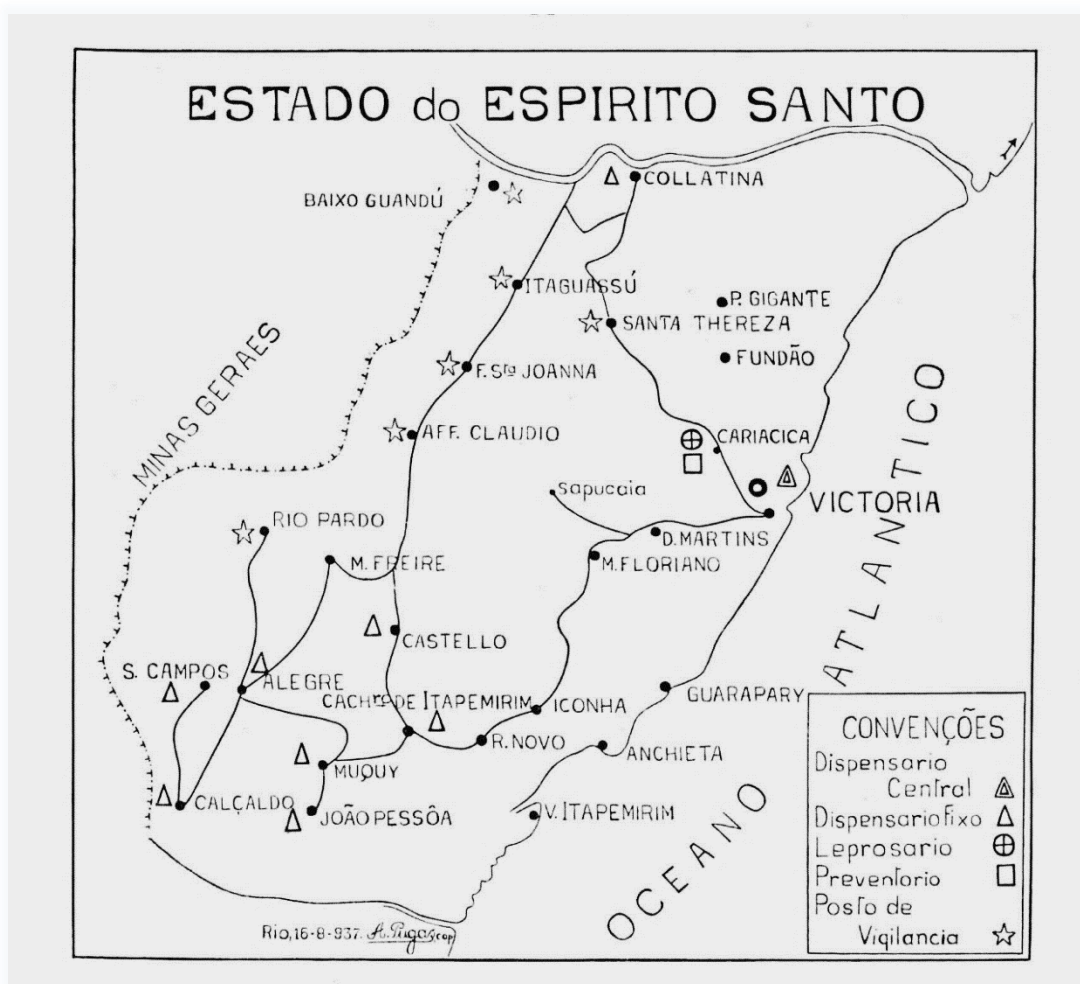 ESTADO do ESPIRITO SANTO
COLLATINA
BAIXO GUANDÚ
ITAGUASSÚ
P. GIGANTE
SANTA THEREZA
FUNDÃO
F. Sta JOANNA
MINAS GERAES
AFF. CLAUDIO
CARIACICA
Sapucaia
VICTORIA
RIO PARDO
D. MARTINS
M. FREIRE
M. FLORIANO
CASTELLO
S. CAMPOS
ALEGRE
CACHro DE ITAPEMIRIM
ICONHA
GUARAPARY
R. NOVO
ANCHIETA
MUQUY
CALÇALDO
JOÃO PESSÔA
V. ITAPEMIRIM
OCEANO ATLANTICO
CONVENÇÕES
Dispensario
Central
Dispensario Fixo
Leprosario
Preventorio
Posto de
Vigilancia
Rio, 16-8-937.